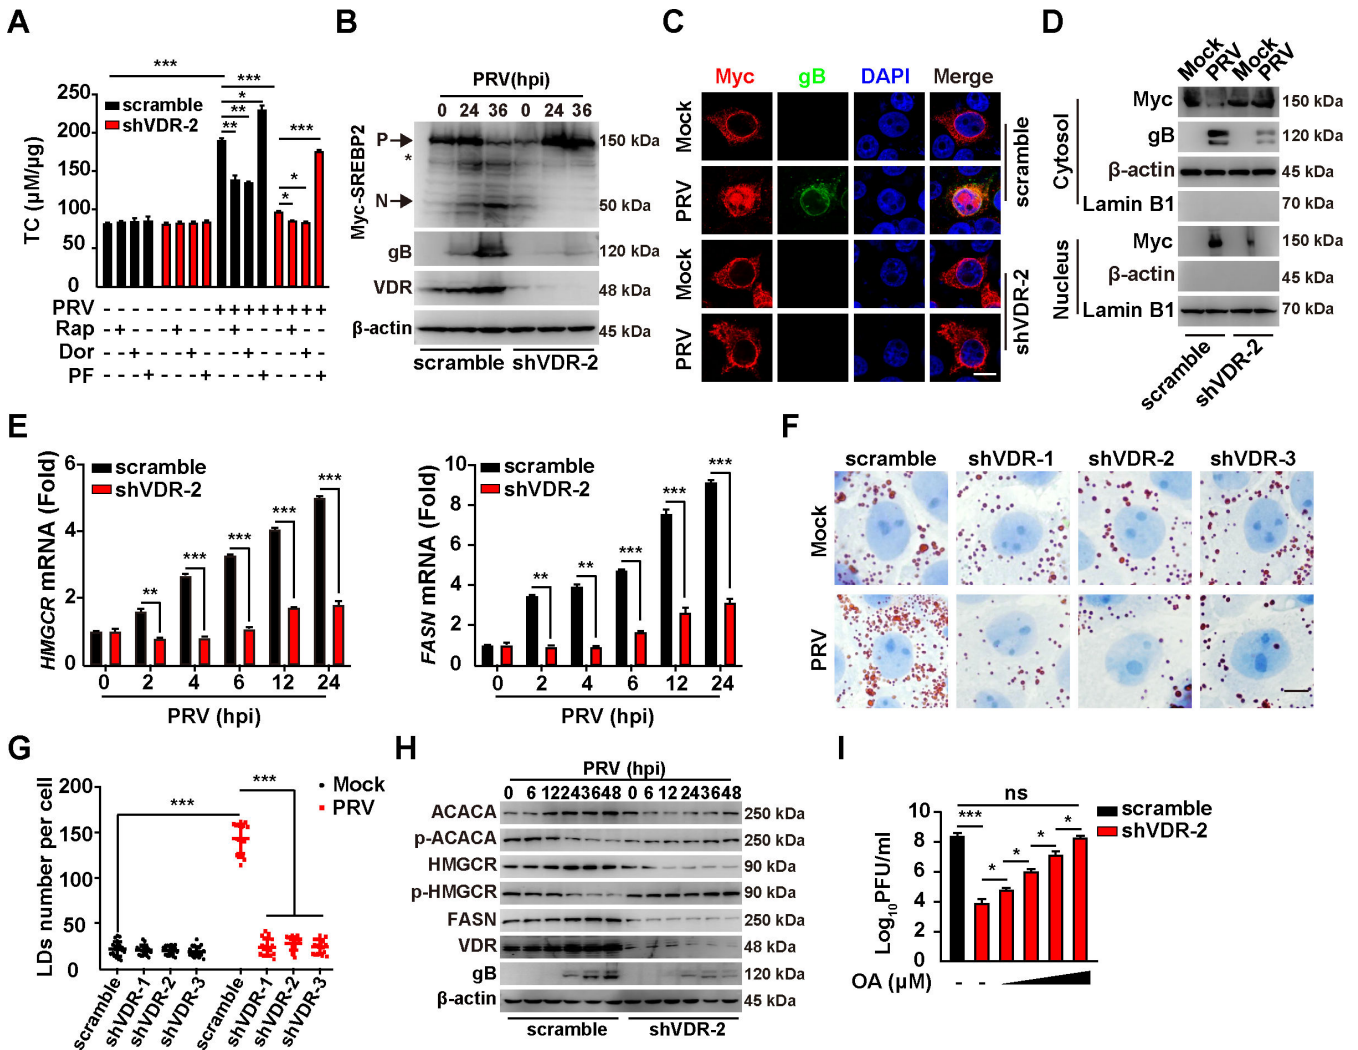 A
TC (µM/µg)
250
200
150
100
50
0
scramble
shVDR-2
***
***
*
**
**
***
*
*
PRV - - - - - - - - + + + + + + + +
Rap - + - - - + - - - + - - - + - -
Dor - - + - - - + - - - + - - - + -
PF - - - + - - - + - - - + - - - +
B
PRV(hpi)
0 24 36 0 24 36
Myc-SREBP2
P
*
N
150 kDa
50 kDa
gB 120 kDa
VDR 48 kDa
β-actin 45 kDa
scramble shVDR-2
C
Myc gB DAPI Merge
Mock
PRV
Mock
PRV
scramble
shVDR-2
D
Mock PRV Mock PRV
Cytosol
Myc 150 kDa
gB 120 kDa
β-actin 45 kDa
Lamin B1 70 kDa
Nucleus
Myc 150 kDa
β-actin 45 kDa
Lamin B1 70 kDa
scramble shVDR-2
E
HMGCR mRNA (Fold)
6
4
2
0
scramble
shVDR-2
** *** *** *** ***
0 2 4 6 12 24
PRV (hpi)
FASN mRNA (Fold)
10
8
6
4
2
0
scramble
shVDR-2
** ** *** *** ***
0 2 4 6 12 24
PRV (hpi)
F
scramble shVDR-1 shVDR-2 shVDR-3
Mock
PRV
G
LDs number per cell
200
150
100
50
0
Mock
PRV
***
***
scramble shVDR-1 shVDR-2 shVDR-3 scramble shVDR-1 shVDR-2 shVDR-3
H
PRV (hpi)
0 6 12 24 36 48 0 6 12 24 36 48
ACACA 250 kDa
p-ACACA 250 kDa
HMGCR 90 kDa
p-HMGCR 90 kDa
FASN 250 kDa
VDR 48 kDa
gB 120 kDa
β-actin 45 kDa
scramble shVDR-2
I
Log10PFU/ml
10
8
6
4
2
0
scramble
shVDR-2
ns
*** * * * *
OA (µM) - -